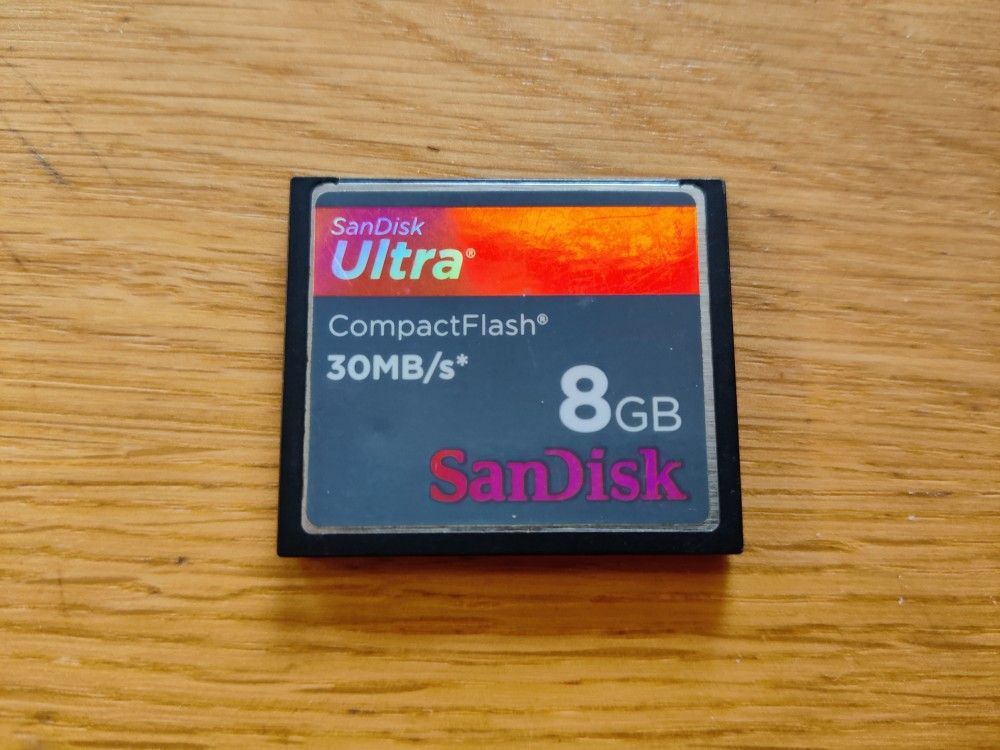 SanDisk
Ultra®
CompactFlash®
30MB/s*
8GB
SanDisk